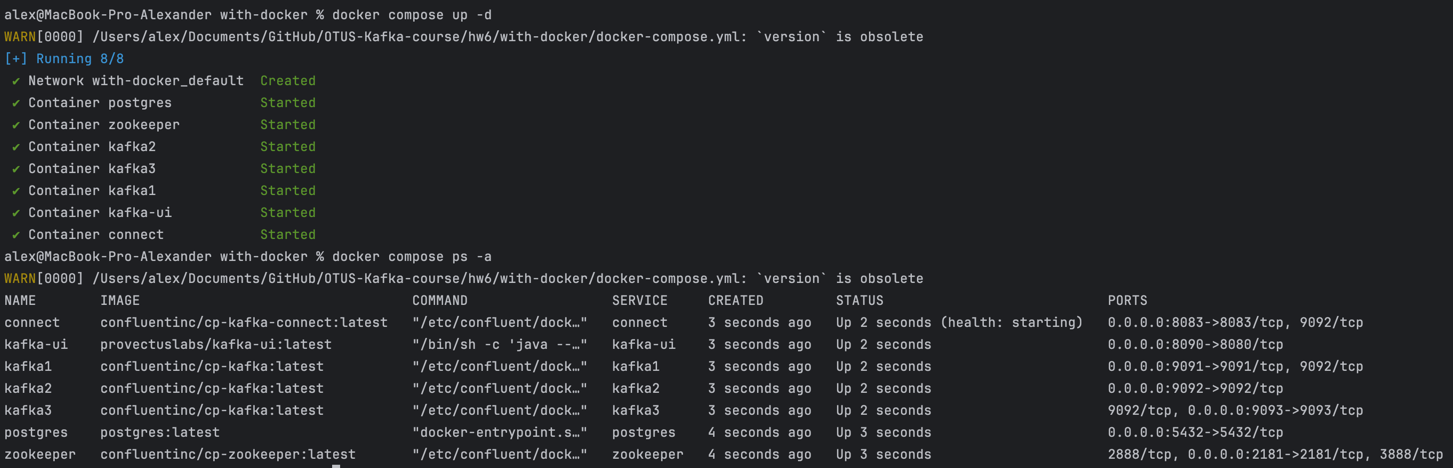 alex@MacBook-Pro-Alexander with-docker % docker compose up -d
WARN[0000] /Users/alex/Documents/GitHub/OTUS-Kafka-course/hw6/with-docker/docker-compose.yml: `version` is obsolete
[+] Running 8/8
✔ Network with-docker_default Created
✔ Container postgres Started
✔ Container zookeeper Started
✔ Container kafka2 Started
✔ Container kafka3 Started
✔ Container kafka1 Started
✔ Container kafka-ui Started
✔ Container connect Started
alex@MacBook-Pro-Alexander with-docker % docker compose ps -a
WARN[0000] /Users/alex/Documents/GitHub/OTUS-Kafka-course/hw6/with-docker/docker-compose.yml: `version` is obsolete
NAME IMAGE COMMAND SERVICE CREATED STATUS PORTS
connect confluentinc/cp-kafka-connect:latest "/etc/confluent/dock…" connect 3 seconds ago Up 2 seconds (health: starting) 0.0.0.0:8083->8083/tcp, 9092/tcp
kafka-ui provectuslabs/kafka-ui:latest "/bin/sh -c 'java --…" kafka-ui 3 seconds ago Up 2 seconds 0.0.0.0:8090->8080/tcp
kafka1 confluentinc/cp-kafka:latest "/etc/confluent/dock…" kafka1 3 seconds ago Up 2 seconds 0.0.0.0:9091->9091/tcp, 9092/tcp
kafka2 confluentinc/cp-kafka:latest "/etc/confluent/dock…" kafka2 3 seconds ago Up 2 seconds 0.0.0.0:9092->9092/tcp
kafka3 confluentinc/cp-kafka:latest "/etc/confluent/dock…" kafka3 3 seconds ago Up 2 seconds 9092/tcp, 0.0.0.0:9093->9093/tcp
postgres postgres:latest "docker-entrypoint.s…" postgres 4 seconds ago Up 3 seconds 0.0.0.0:5432->5432/tcp
zookeeper confluentinc/cp-zookeeper:latest "/etc/confluent/dock…" zookeeper 4 seconds ago Up 3 seconds 2888/tcp, 0.0.0.0:2181->2181/tcp, 3888/tcp